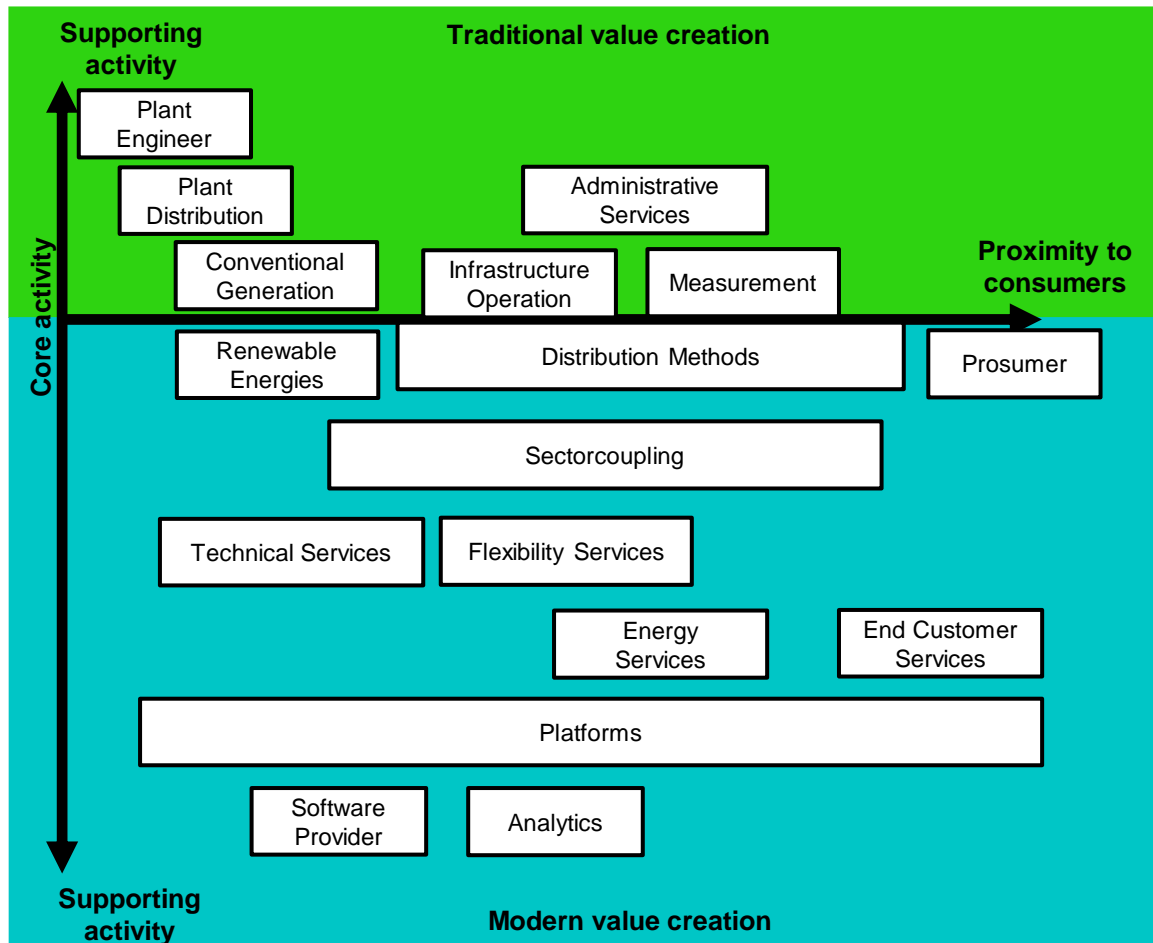 Supporting
activity
Traditional value creation
Plant
Engineer
Plant
Distribution
Administrative
Services
Conventional
Generation
Infrastructure
Operation
Measurement
Proximity to
consumers
Core activity
Renewable
Energies
Distribution Methods
Prosumer
Sectorcoupling
Technical Services
Flexibility Services
Energy
Services
End Customer
Services
Platforms
Software
Provider
Analytics
Supporting
activity
Modern value creation